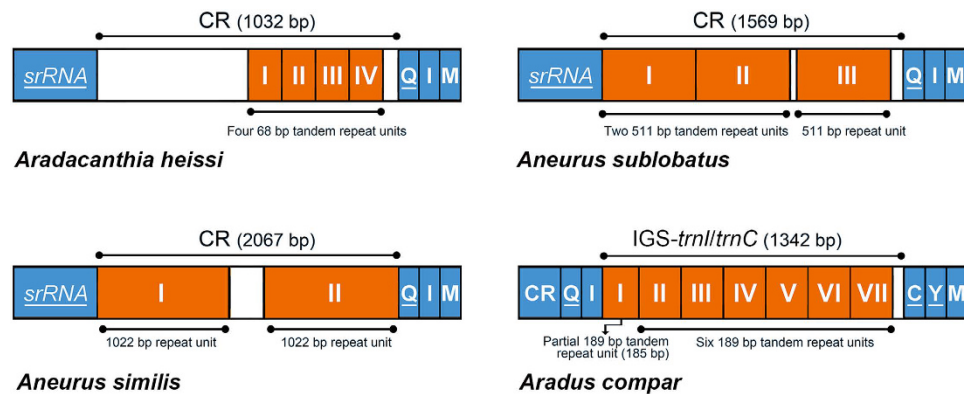 CR (1032 bp)
srRNA I II III IV Q I M
Four 68 bp tandem repeat units
Aradacanthia heissi
CR (1569 bp)
srRNA I II III Q I M
Two 511 bp tandem repeat units 511 bp repeat unit
Aneurus sublobatus
CR (2067 bp)
srRNA I II Q I M
1022 bp repeat unit 1022 bp repeat unit
Aneurus similis
IGS-trnI/trnC (1342 bp)
CR Q I I II III IV V VI VII C Y M
Partial 189 bp tandem
repeat unit (185 bp)
Six 189 bp tandem repeat units
Aradus compar